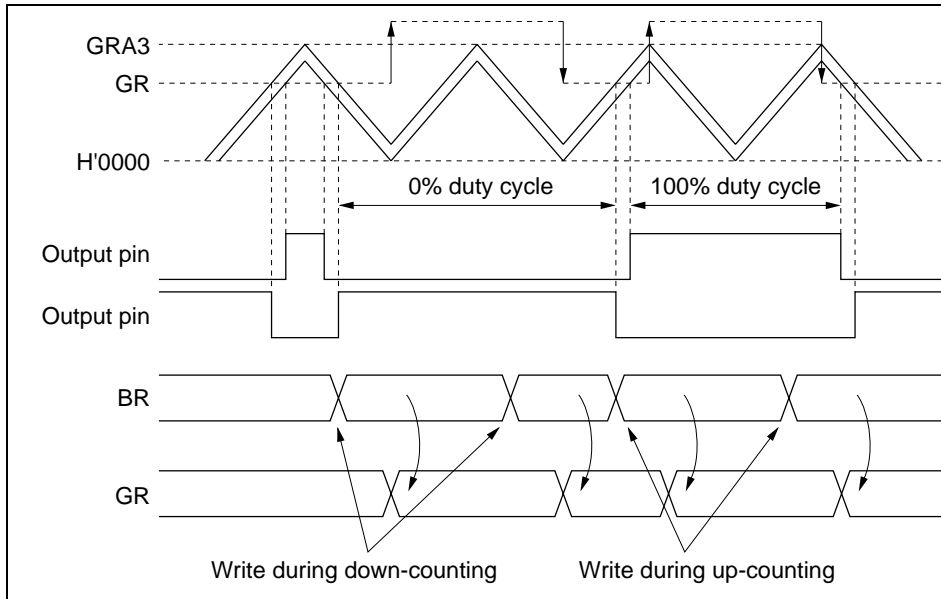 GRA3
GR
H'0000
0% duty cycle
100% duty cycle
Output pin
Output pin
BR
GR
Write during down-counting
Write during up-counting